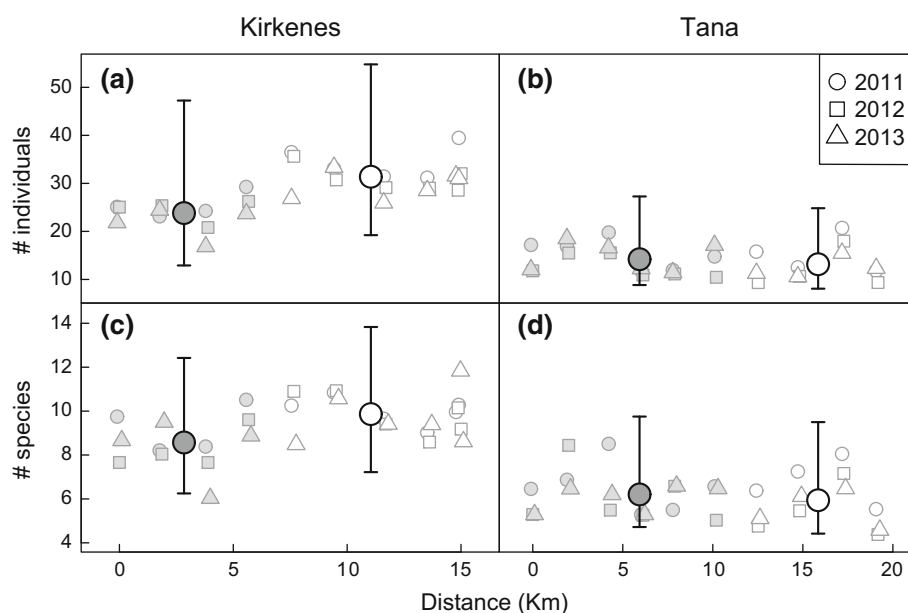 Kirkenes Tana
(a) (b)
2011
2012
2013
# individuals
50
40
30
20
10
(c) (d)
# species
14
12
10
8
6
4
0 5 10 15 0 5 10 15 20
Distance (Km)